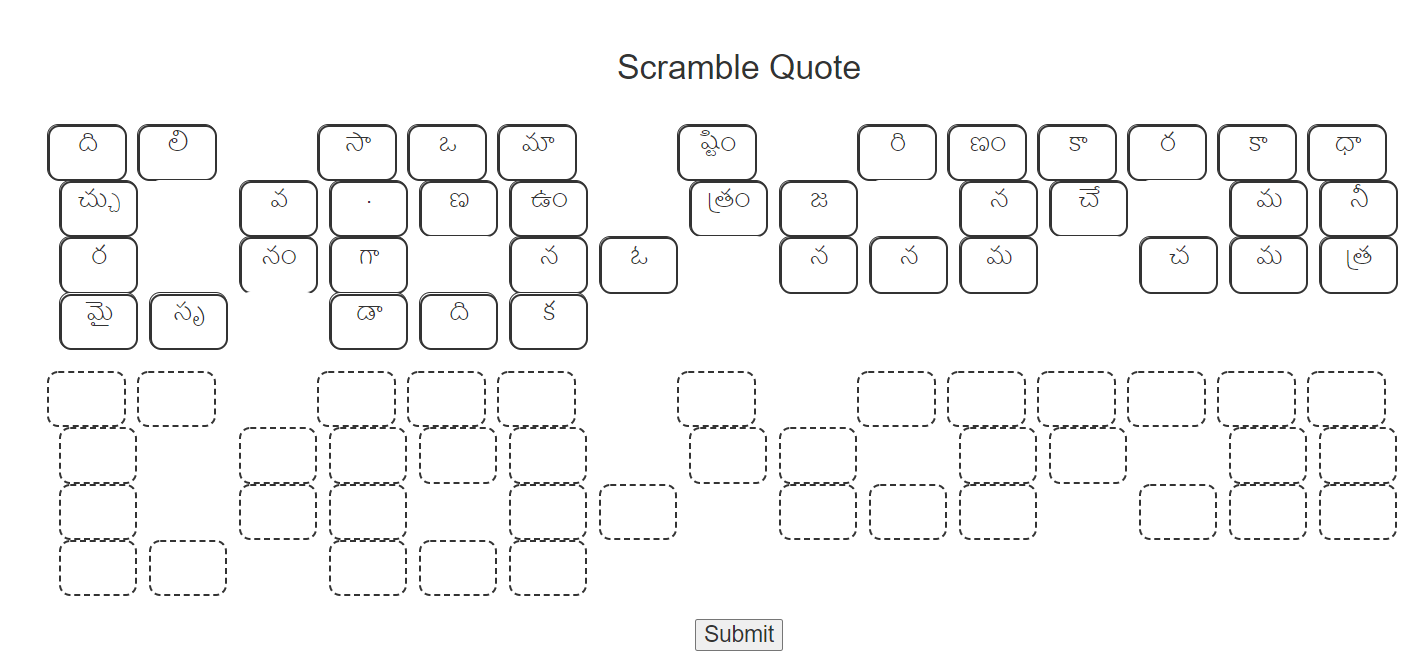 Scramble Quote
ది లి సా ఒ మా ష్టిం రి ణం కా ర కా ధా
చ్చు వ . ణ ఉం త్రం జ న చే మ నీ
ర నం గా న ఓ న న మ చ మ త్ర
మై సృ డా ది క
Submit